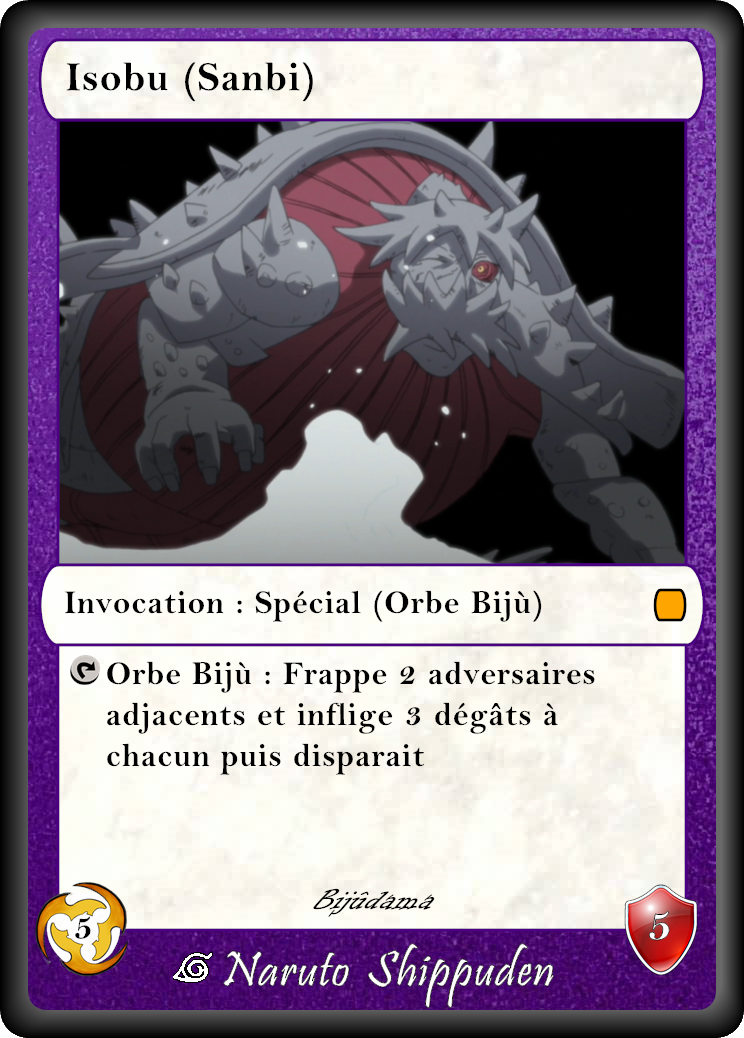 Isobu (Sanbi)
Invocation : Spécial (Orbe Bijù)
Orbe Bijù : Frappe 2 adversaires
adjacents et inflige 3 dégâts à
chacun puis disparait
Bijûdama
5
5
Naruto Shippuden